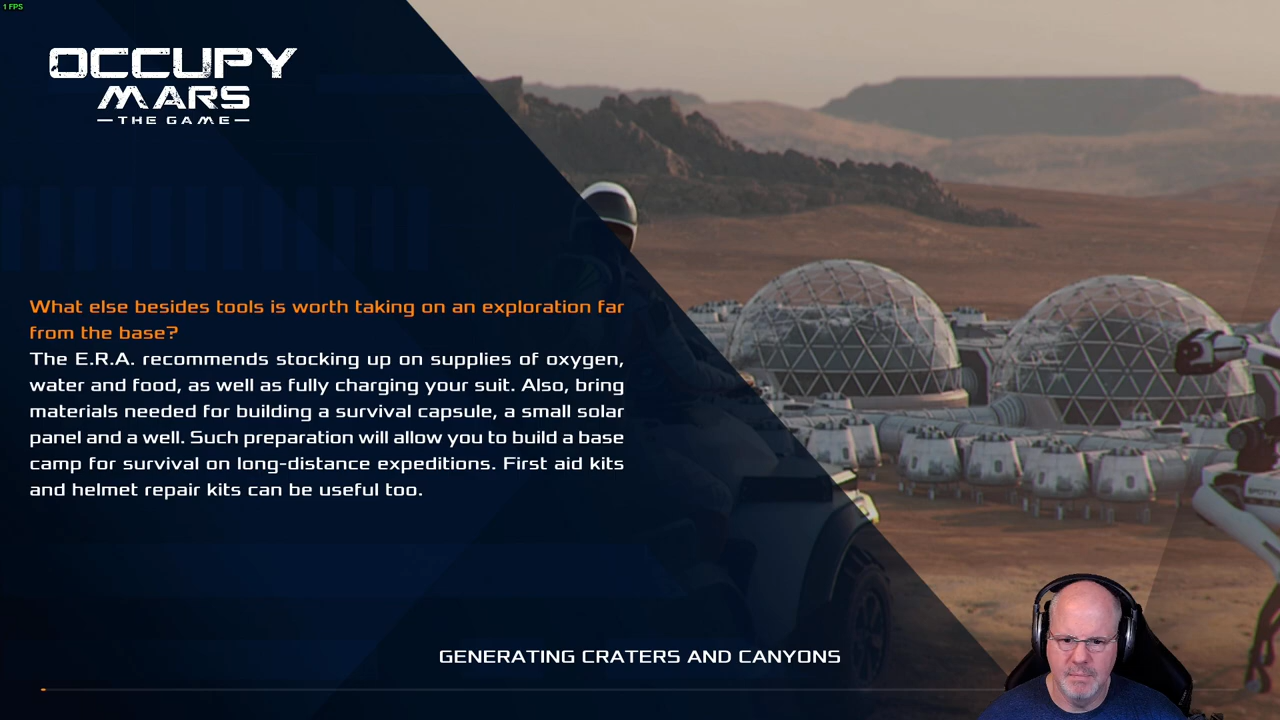 1 FPS
OCCUPY
MARS
THE GAME
What else besides tools is worth taking on an exploration far
from the base?
The E.R.A. recommends stocking up on supplies of oxygen,
water and food, as well as fully charging your suit. Also, bring
materials needed for building a survival capsule, a small solar
panel and a well. Such preparation will allow you to build a base
camp for survival on long-distance expeditions. First aid kits
and helmet repair kits can be useful too.
SPOTTY
GENERATING CRATERS AND CANYONS